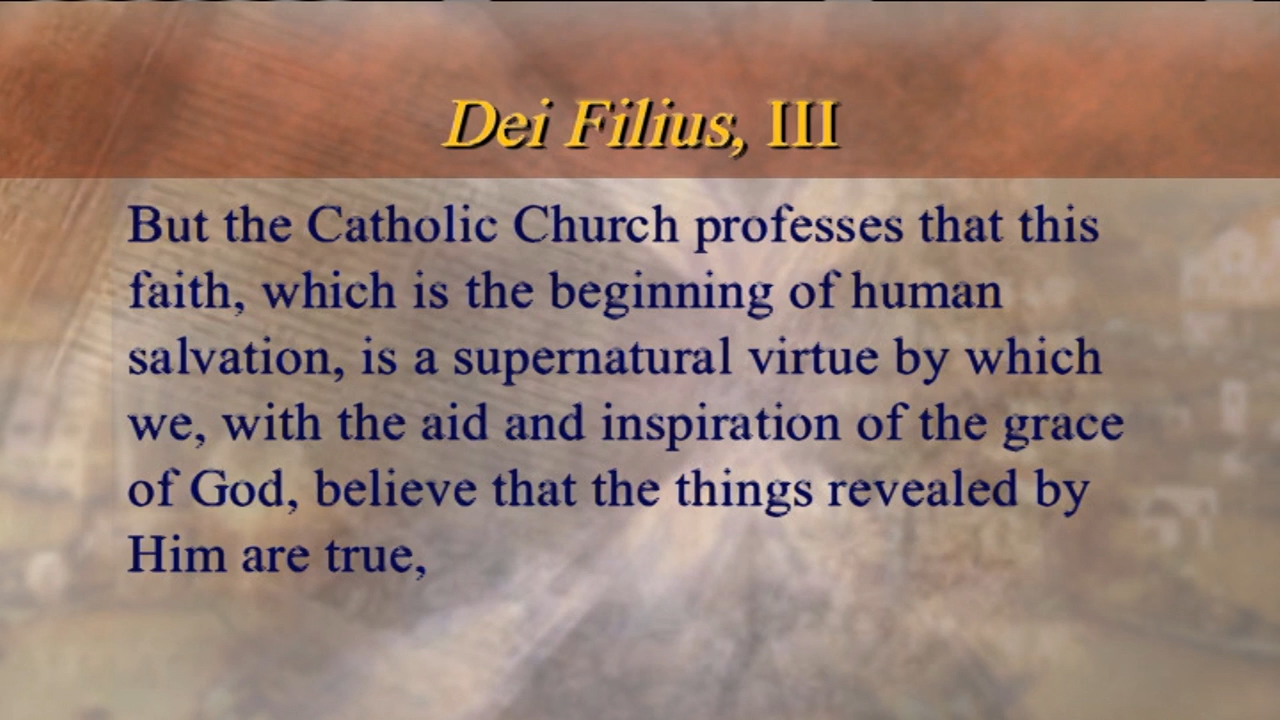 Dei Filius, III
But the Catholic Church professes that this
faith, which is the beginning of human
salvation, is a supernatural virtue by which
we, with the aid and inspiration of the grace
of God, believe that the things revealed by
Him are true,